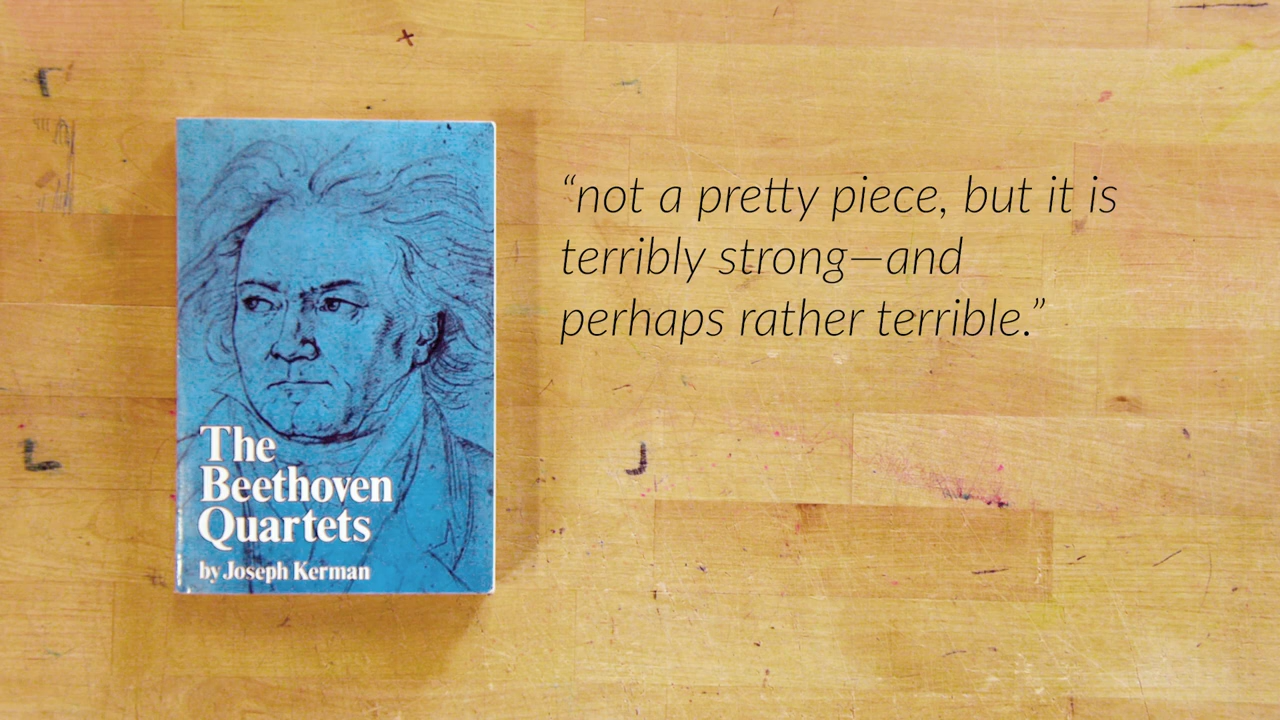 The
Beethoven
Quartets
by Joseph Kerman
“not a pretty piece, but it is
terribly strong—and
perhaps rather terrible.”